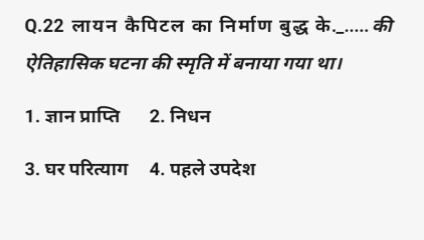 Q.22 लायन कैपिटल का निर्माण बुद्ध के._..... की
ऐतिहासिक घटना की स्मृति में बनाया गया था।
1. ज्ञान प्राप्ति 2. निधन
3. घर परित्याग 4. पहले उपदेश